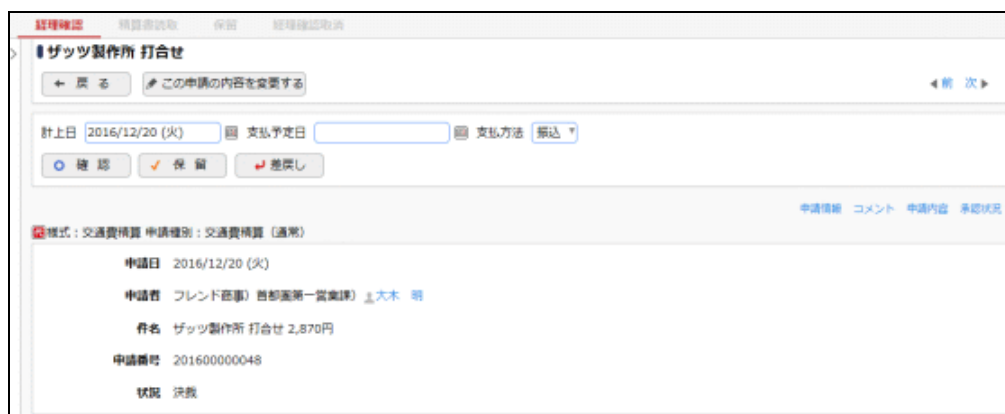 経理確認 精算書読取 保留 経理確認取消
ザッツ製作所 打合せ
戻 る この申請の内容を変更する 前 次
計上日 2016/12/20 (火) 支払予定日 支払方法 振込
確 認 保 留 差戻し
申請情報 コメント 申請内容 承認状況
様式：交通費精算 申請種別：交通費精算（通常）
申請日 2016/12/20 (火)
申請者 フレンド商事）首都圏第一営業課）大木 明
件名 ザッツ製作所 打合せ 2,870円
申請番号 201600000048
状況 決裁